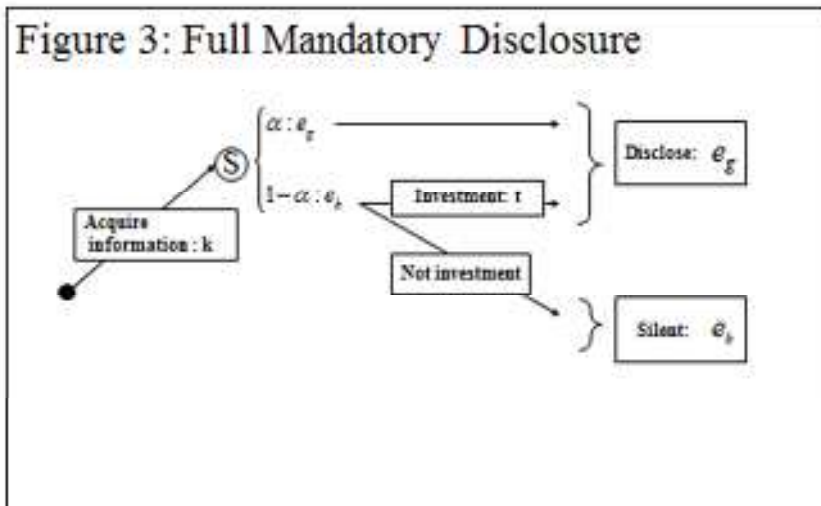 Figure 3: Full Mandatory Disclosure
S
α : e_g
Disclose: e_g
1-α : e_b
Investment: t
Acquire
information : k
Not investment
Silent: e_b